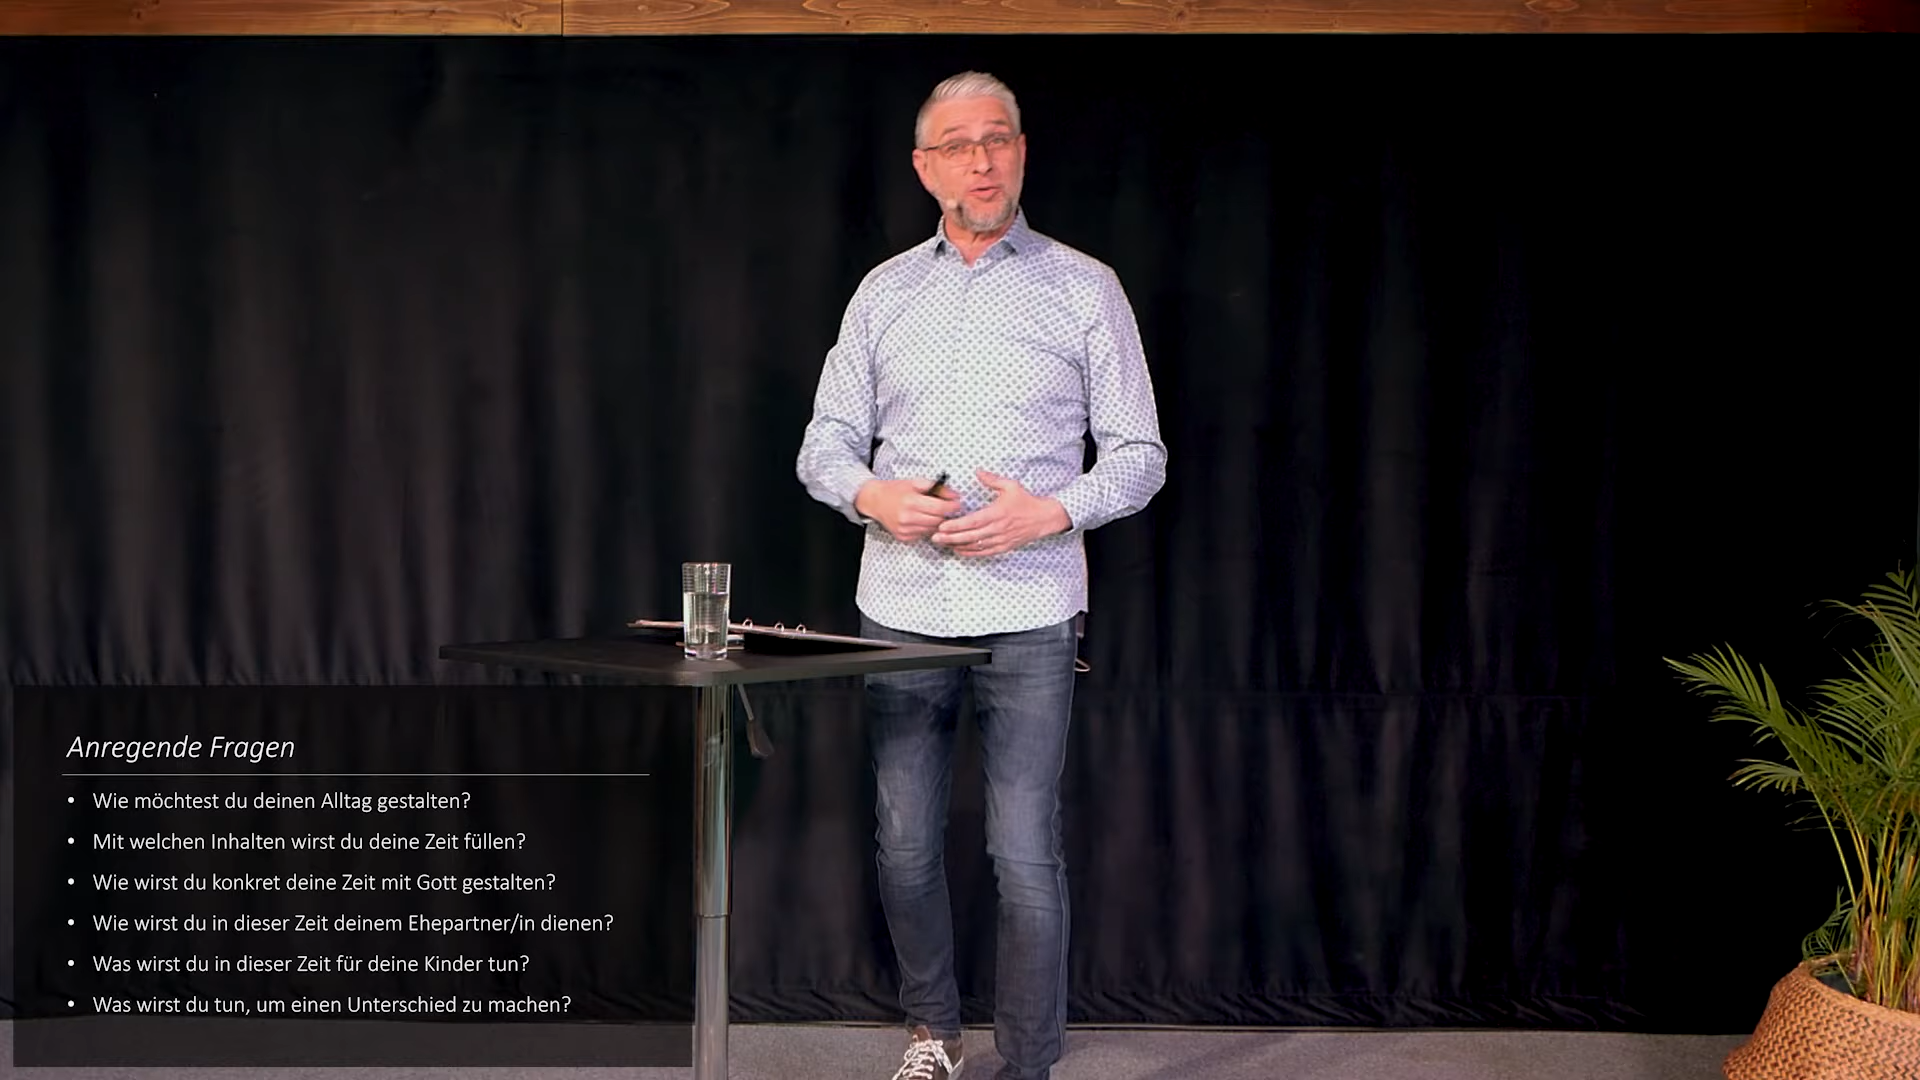 Anregende Fragen
• Wie möchtest du deinen Alltag gestalten?
• Mit welchen Inhalten wirst du deine Zeit füllen?
• Wie wirst du konkret deine Zeit mit Gott gestalten?
• Wie wirst du in dieser Zeit deinem Ehepartner/in dienen?
• Was wirst du in dieser Zeit für deine Kinder tun?
• Was wirst du tun, um einen Unterschied zu machen?